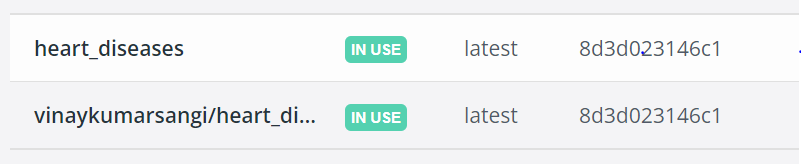 heart_diseases IN USE latest 8d3d023146c1
vinaykumarsangi/heart_di... IN USE latest 8d3d023146c1